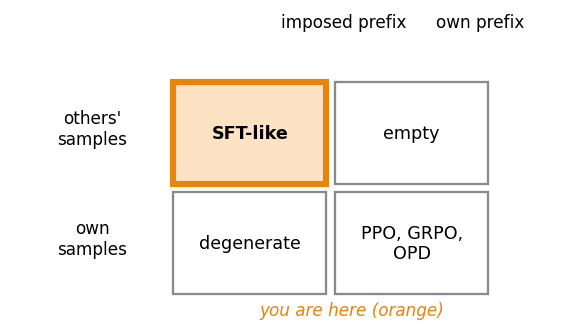 imposed prefix own prefix
others'
samples
SFT-like
empty
own
samples
degenerate
PPO, GRPO,
OPD
you are here (orange)